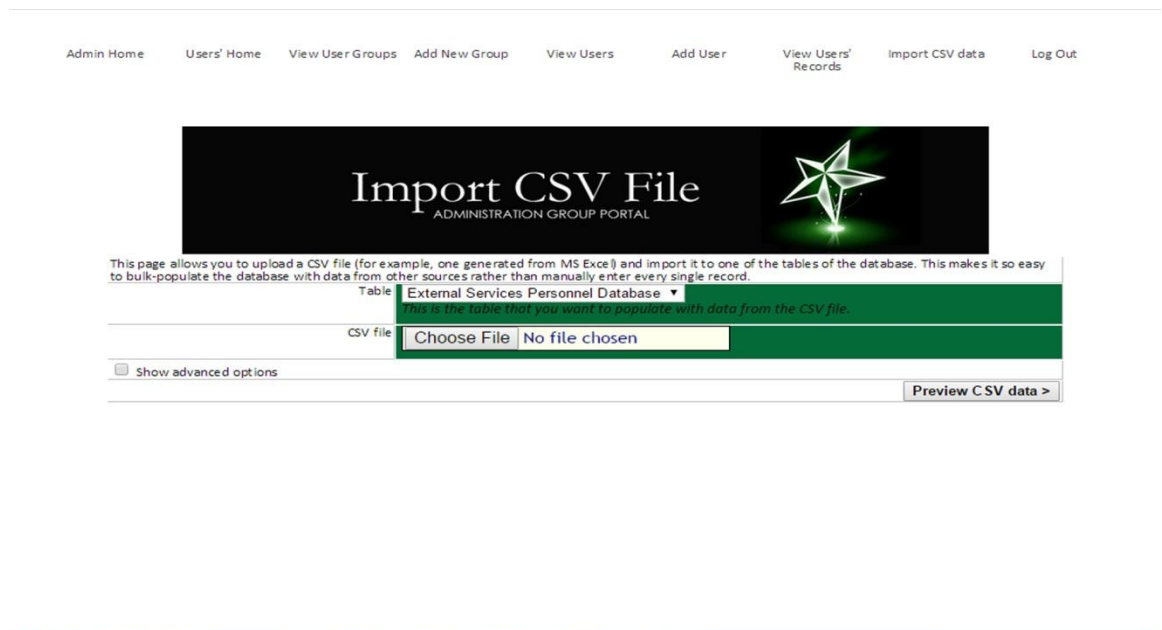 Admin Home Users' Home View User Groups Add New Group View Users Add User View Users' Records Import CSV data Log Out
Import CSV File
ADMINISTRATION GROUP PORTAL
This page allows you to upload a CSV file (for example, one generated from MS Excel) and import it to one of the tables of the database. This makes it so easy
to bulk-populate the database with data from other sources rather than manually enter every single record.
Table External Services Personnel Database
This is the table that you want to populate with data from the CSV file.
CSV file Choose File No file chosen
Show advanced options
Preview CSV data >